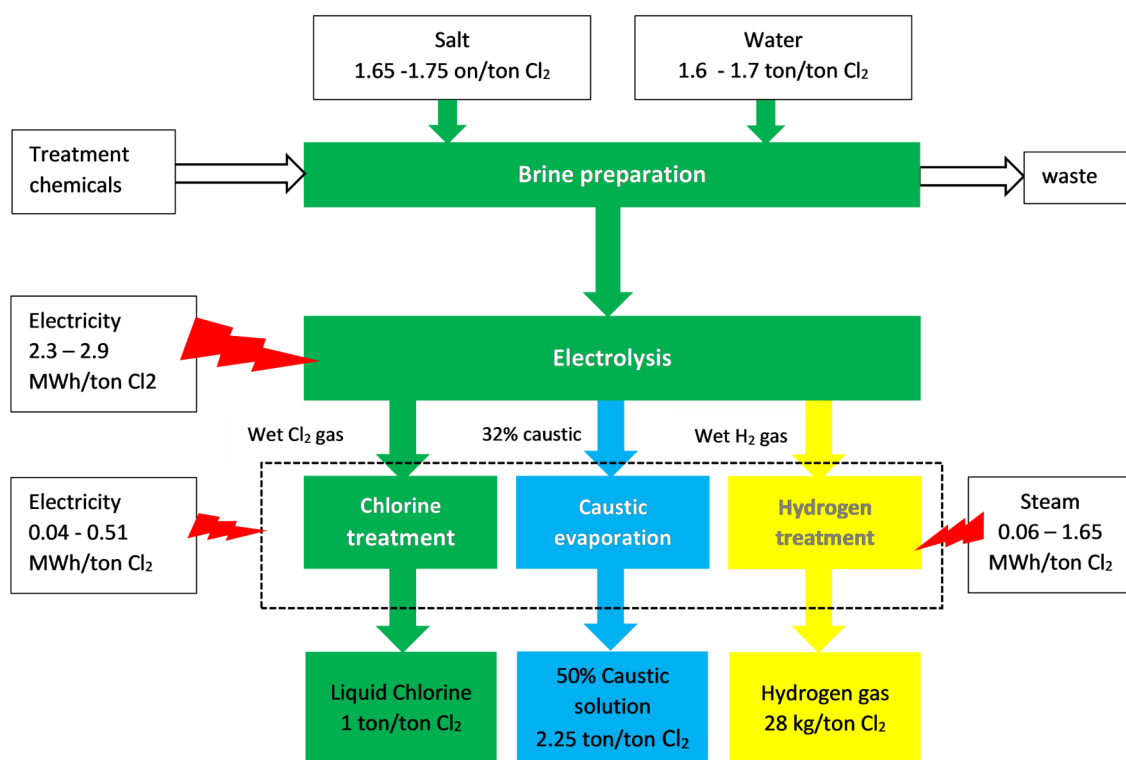 Salt
1.65 -1.75 on/ton Cl₂
Water
1.6 - 1.7 ton/ton Cl₂
Treatment
chemicals
Brine preparation
waste
Electricity
2.3 – 2.9
MWh/ton Cl2
Electrolysis
Wet Cl₂ gas
32% caustic
Wet H₂ gas
Electricity
0.04 - 0.51
MWh/ton Cl₂
Chlorine
treatment
Caustic
evaporation
Hydrogen
treatment
Steam
0.06 – 1.65
MWh/ton Cl₂
Liquid Chlorine
1 ton/ton Cl₂
50% Caustic
solution
2.25 ton/ton Cl₂
Hydrogen gas
28 kg/ton Cl₂